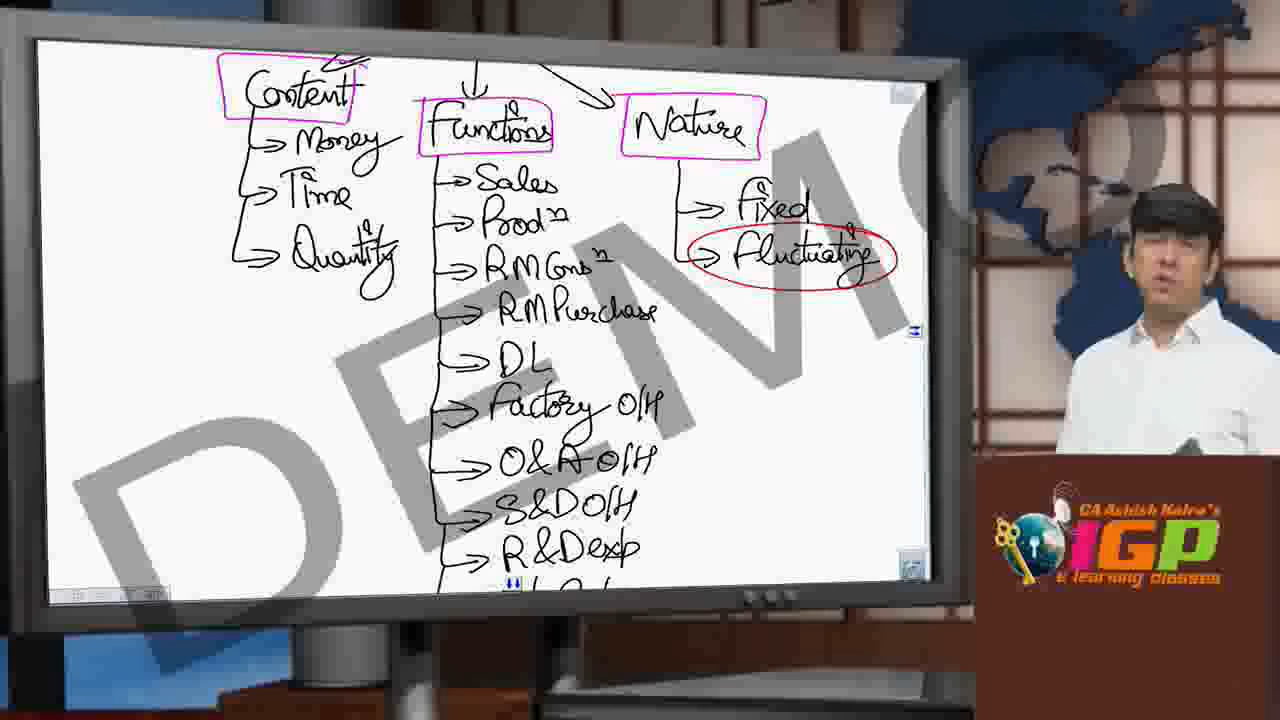 Content
Money
Time
Quantity
Functions
Sales
Prodn
RM Consn
RM Purchase
DL
Factory O/H
O&A O/H
S&D O/H
R&D exp
Nature
Fixed
Fluctuating
DEMO
CA Ashish Kalra's
IGP
E learning classes